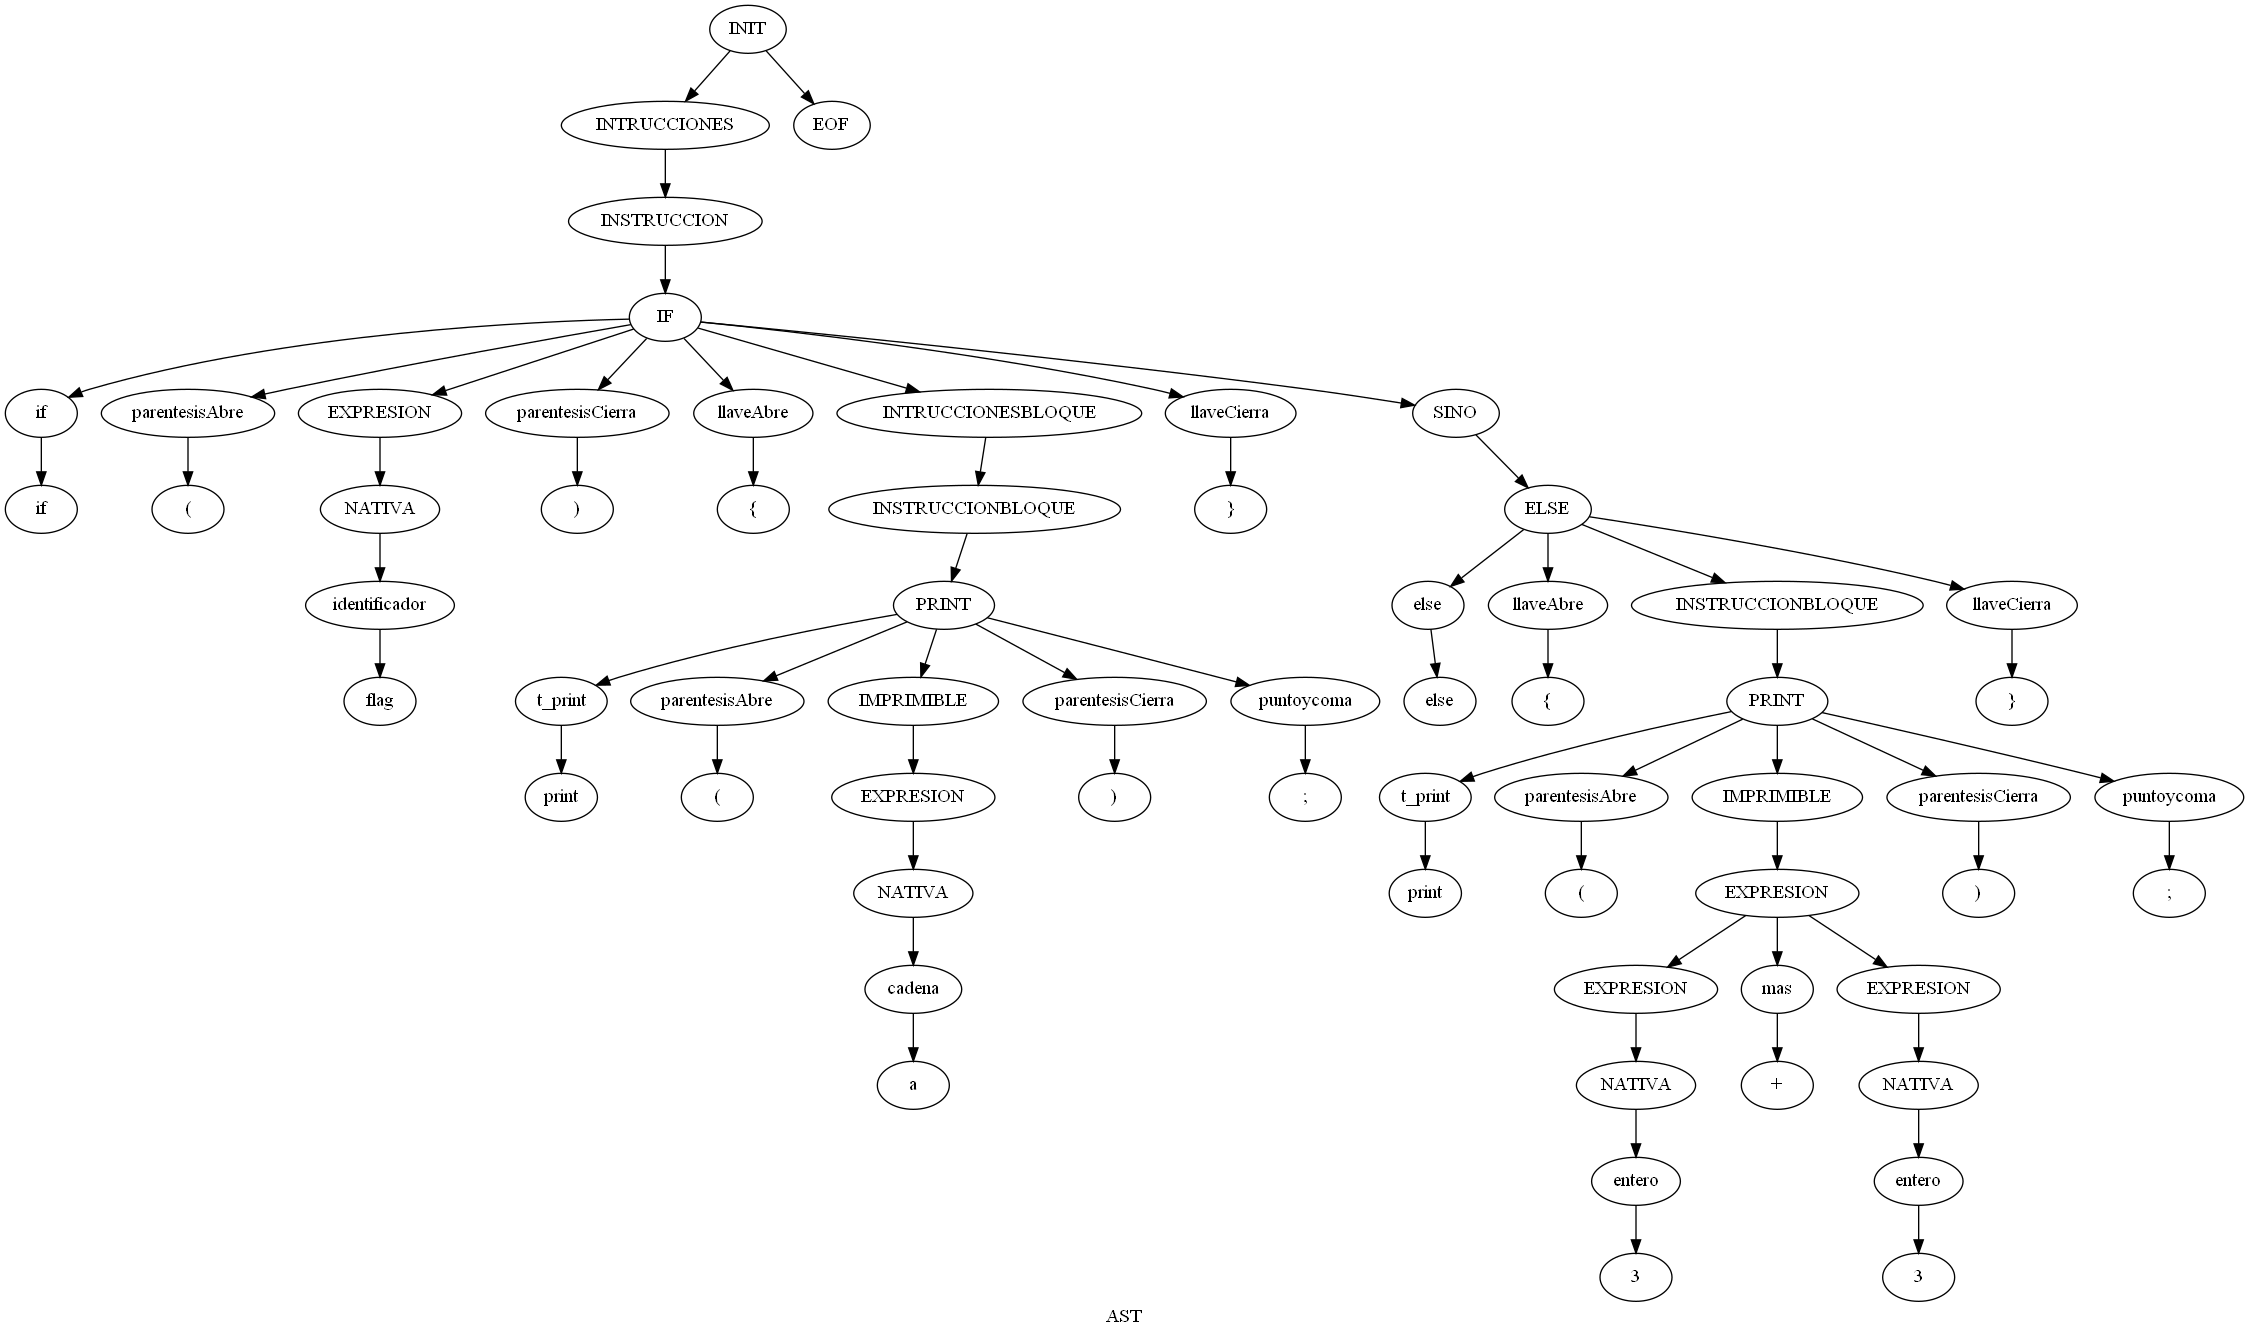 INIT
INTRUCCIONES EOF
INSTRUCCION
IF
if parentesisAbre EXPRESION parentesisCierra llaveAbre INTRUCCIONESBLOQUE llaveCierra SINO
if ( NATIVA ) { INSTRUCCIONBLOQUE } ELSE
identificador PRINT else llaveAbre INSTRUCCIONBLOQUE llaveCierra
flag t_print parentesisAbre IMPRIMIBLE parentesisCierra puntoycoma else { PRINT }
print ( EXPRESION ) ; t_print parentesisAbre IMPRIMIBLE parentesisCierra puntoycoma
NATIVA print ( EXPRESION ) ;
cadena EXPRESION mas EXPRESION
a NATIVA + NATIVA
entero entero
3 3
AST